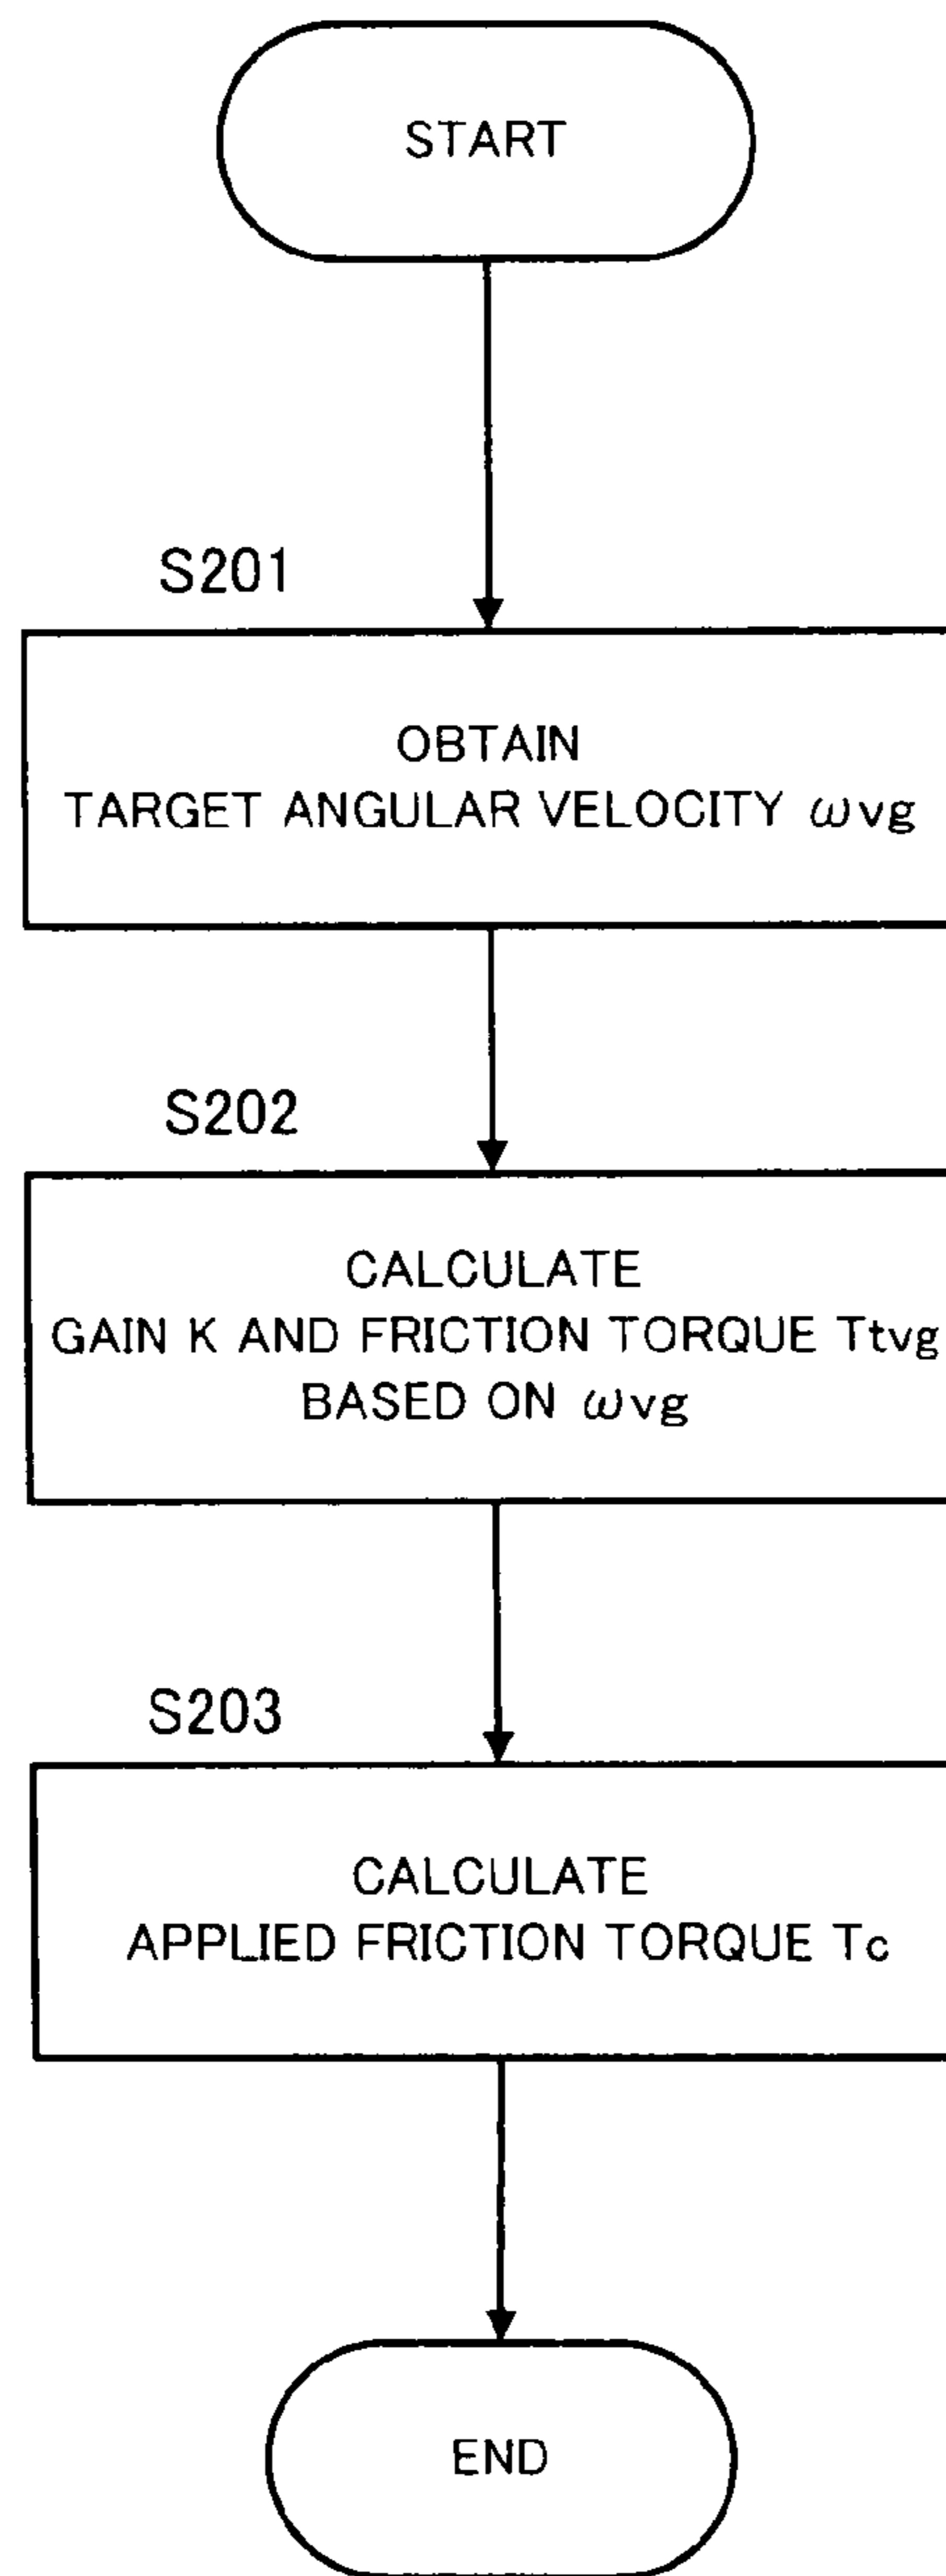 START
S201
OBTAIN
TARGET ANGULAR VELOCITY ωvg
S202
CALCULATE
GAIN K AND FRICTION TORQUE Ttvg
BASED ON ωvg
S203
CALCULATE
APPLIED FRICTION TORQUE Tc
END